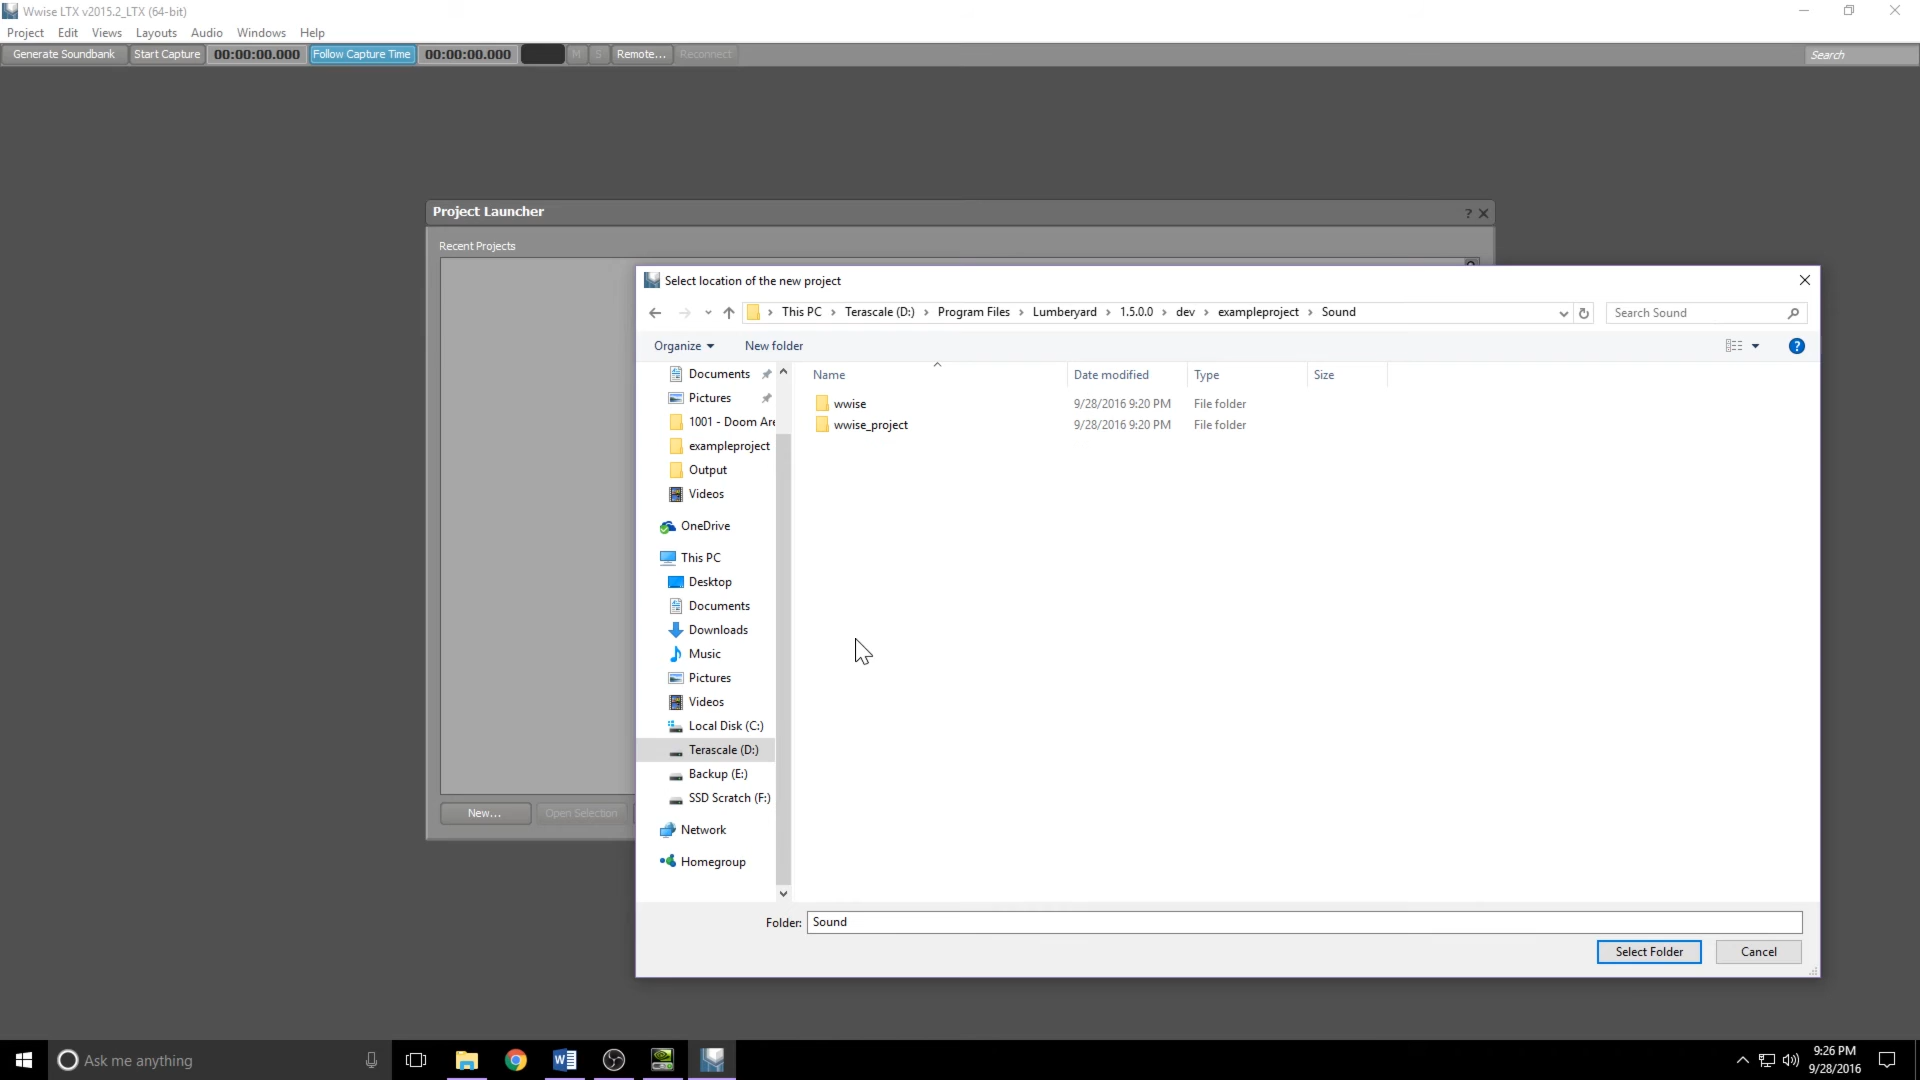 Wwise LTX v2015.2_LTX (64-bit)
Project Edit Views Layouts Audio Windows Help
Generate Soundbank Start Capture 00:00:00.000 Follow Capture Time 00:00:00.000 M S Remote... Reconnect Search
Project Launcher ?
Recent Projects
Select location of the new project
This PC Terascale (D:) Program Files Lumberyard 1.5.0.0 dev exampleproject Sound Search Sound
Organize New folder ?
Name Date modified Type Size
Documents
Pictures
1001 - Doom Are
exampleproject
Output
Videos
OneDrive
This PC
Desktop
Documents
Downloads
Music
Pictures
Videos
Local Disk (C:)
Terascale (D:)
Backup (E:)
SSD Scratch (F:)
Network
Homegroup
wwise 9/28/2016 9:20 PM File folder
wwise_project 9/28/2016 9:20 PM File folder
New... Open Selection
Folder: Sound
Select Folder Cancel
Ask me anything
9:26 PM
9/28/2016